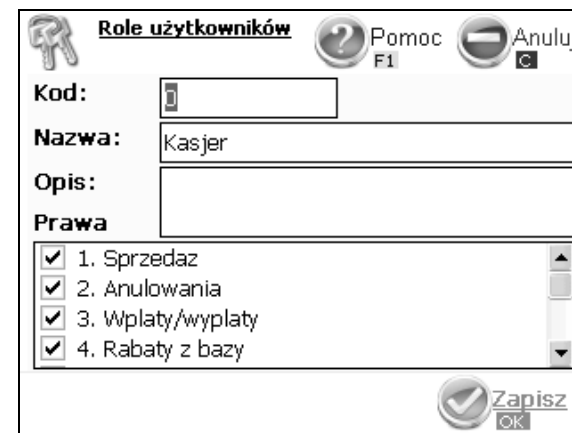 Role użytkowników
Pomoc
F1
Anuluj
C
Kod:
0
Nazwa:
Kasjer
Opis:
Prawa
1. Sprzedaz
2. Anulowania
3. Wplaty/wyplaty
4. Rabaty z bazy
Zapisz
OK